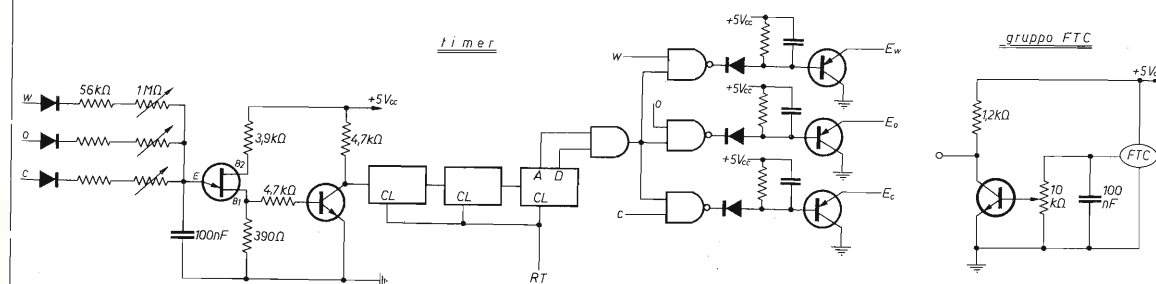 timer
gruppo FTC
W
56kΩ
1MΩ
O
C
3,9kΩ
+5Vcc
4,7kΩ
B2
E
B1
4,7kΩ
100nF
390Ω
CL
CL
A D
CL
RT
+5Vcc
W
Ew
O
+5Vcc
Eo
+5Vcc
C
Ec
+5V
1,2kΩ
FTC
10
kΩ
100
nF